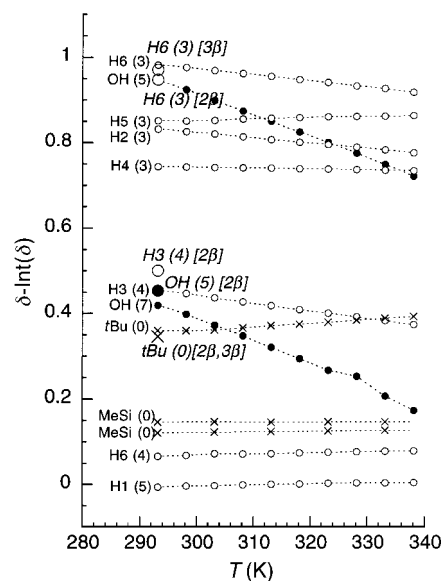 1
0.8
0.6
0.4
0.2
0
δ-Int(δ)
H6 (3)
H6 (3) [3β]
OH (5)
H6 (3) [2β]
H5 (3)
H2 (3)
H4 (3)
H3 (4) [2β]
OH (5) [2β]
H3 (4)
OH (7)
tBu (0)
tBu (0)[2β,3β]
MeSi (0)
MeSi (0)
H6 (4)
H1 (5)
280 290 300 310 320 330 340
T (K)